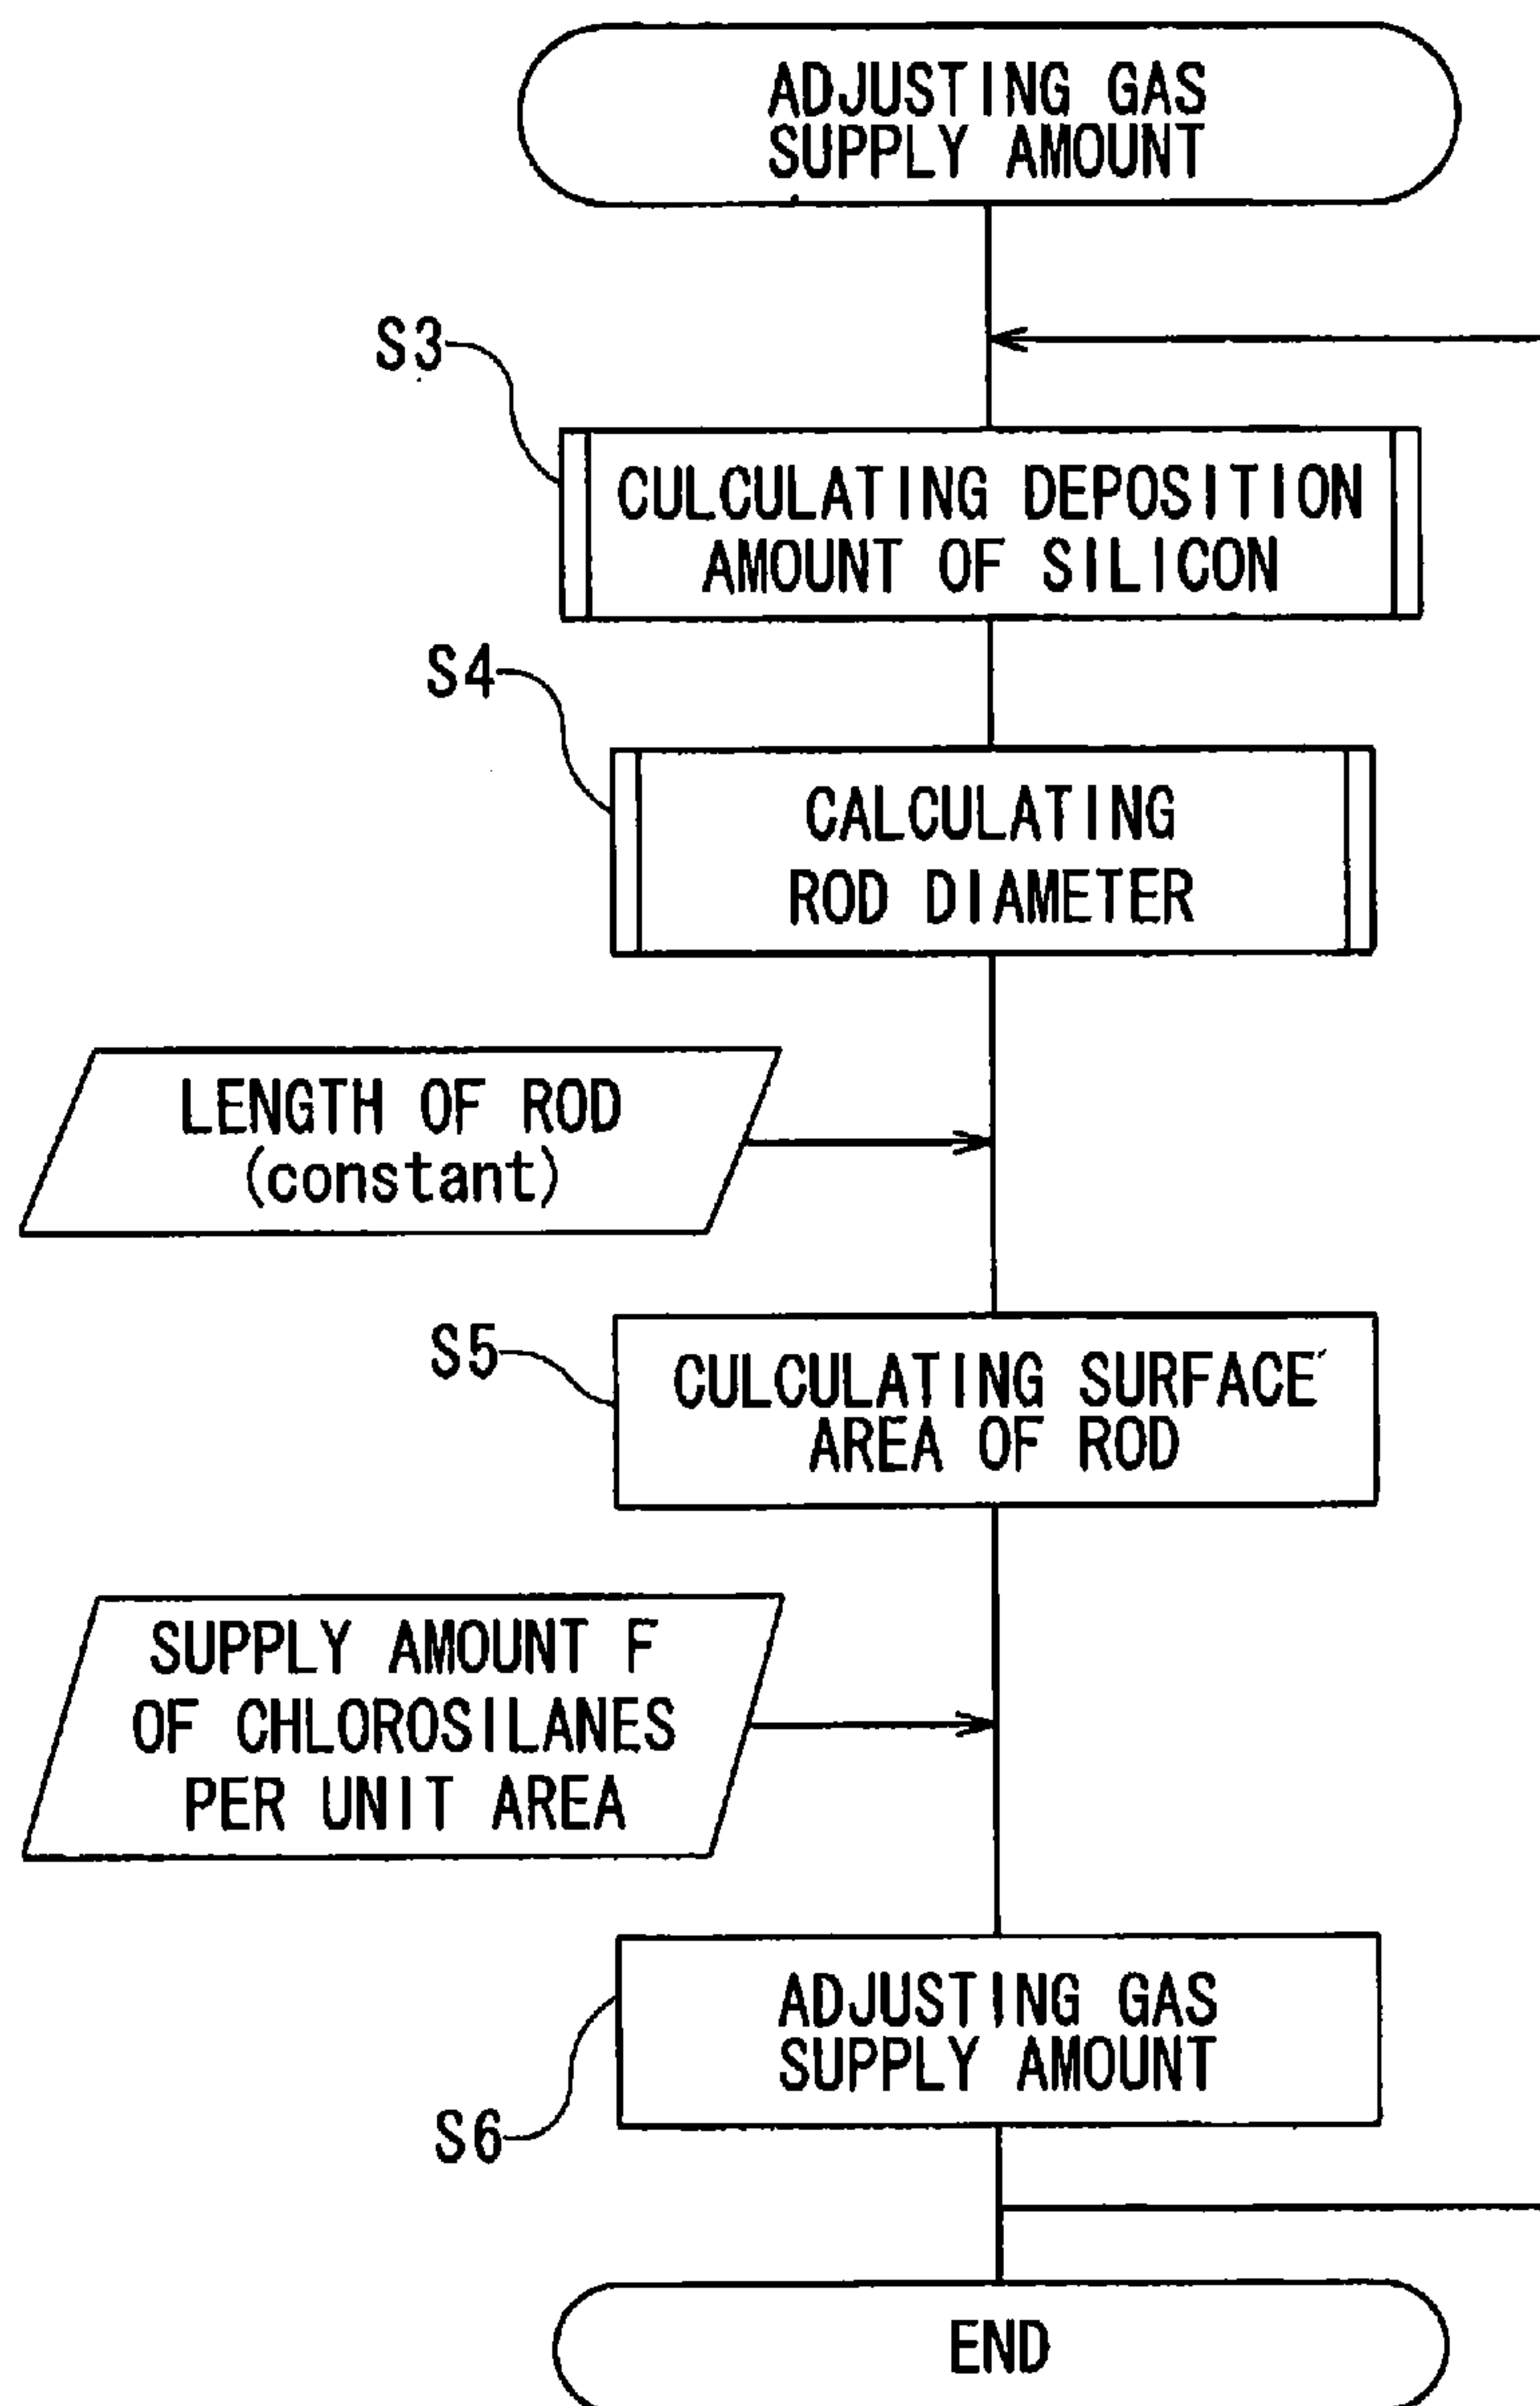 ADJUSTING GAS
SUPPLY AMOUNT
S3
CULCULATING DEPOSITION
AMOUNT OF SILICON
S4
CALCULATING
ROD DIAMETER
LENGTH OF ROD
(constant)
S5
CULCULATING SURFACE
AREA OF ROD
SUPPLY AMOUNT F
OF CHLOROSILANES
PER UNIT AREA
ADJUSTING GAS
SUPPLY AMOUNT
S6
END